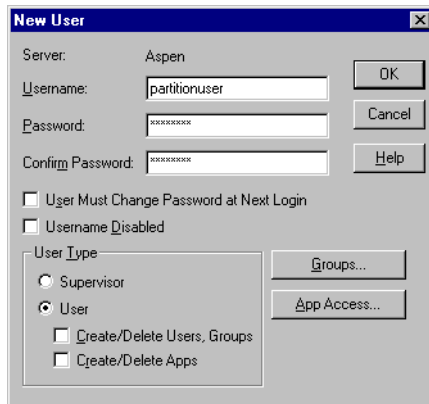 New User
Server: Aspen
OK
Username: partitionuser
Password: ********
Cancel
Confirm Password: ********
Help
User Must Change Password at Next Login
Username Disabled
User Type
Groups...
Supervisor
User
App Access...
Create/Delete Users, Groups
Create/Delete Apps